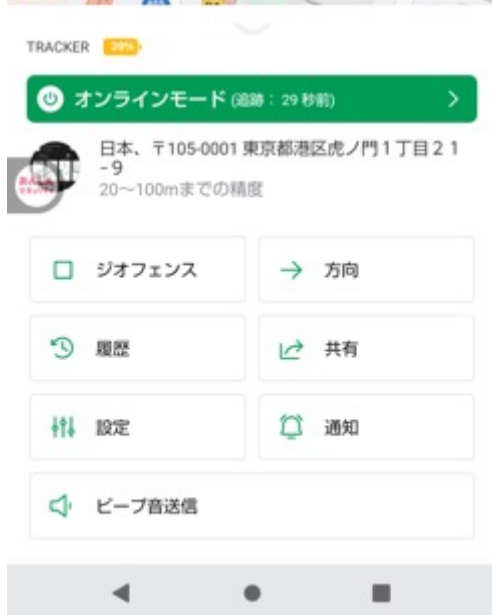 TRACKER 39%
オンラインモード (追跡： 29 秒前)
日本、〒105-0001 東京都港区虎ノ門１丁目２１
-９
20〜100mまでの精度
ジオフェンス
方向
履歴
共有
設定
通知
ビープ音送信